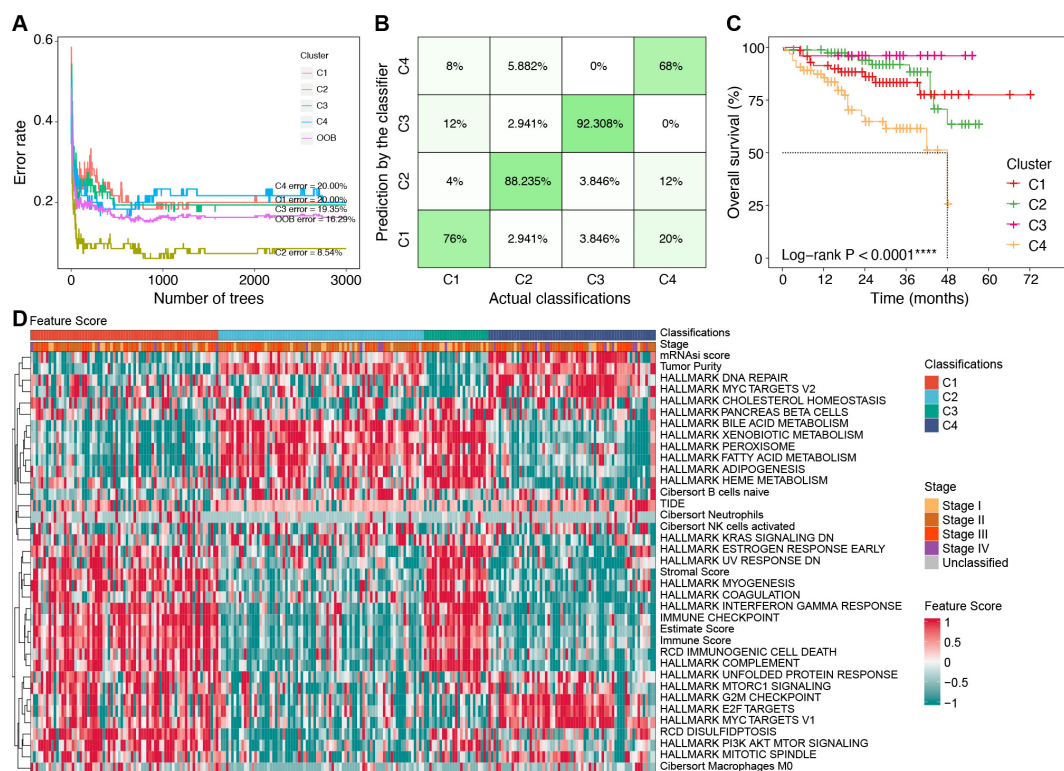 A
Error rate
0.6
0.4
0.2
Cluster
C1
C2
C3
C4
OOB
C4 error = 20.00%
C1 error = 20.00%
C3 error = 19.35%
OOB error = 16.29%
C2 error = 8.54%
0 1000 2000 3000
Number of trees
B
Prediction by the classifier
C4 8% 5.882% 0% 68%
C3 12% 2.941% 92.308% 0%
C2 4% 88.235% 3.846% 12%
C1 76% 2.941% 3.846% 20%
C1 C2 C3 C4
Actual classifications
C
Overall survival (%)
100
75
50
25
0
Cluster
C1
C2
C3
C4
Log-rank P < 0.0001****
0 12 24 36 48 60 72
Time (months)
D
Feature Score
Classifications
Stage
mRNAsi score
Tumor Purity
HALLMARK DNA REPAIR
HALLMARK MYC TARGETS V2
HALLMARK CHOLESTEROL HOMEOSTASIS
HALLMARK PANCREAS BETA CELLS
HALLMARK BILE ACID METABOLISM
HALLMARK XENOBIOTIC METABOLISM
HALLMARK PEROXISOME
HALLMARK FATTY ACID METABOLISM
HALLMARK ADIPOGENESIS
HALLMARK HEME METABOLISM
Cibersort B cells naive
TIDE
Cibersort Neutrophils
Cibersort NK cells activated
HALLMARK KRAS SIGNALING DN
HALLMARK ESTROGEN RESPONSE EARLY
HALLMARK UV RESPONSE DN
Stromal Score
HALLMARK MYOGENESIS
HALLMARK COAGULATION
HALLMARK INTERFERON GAMMA RESPONSE
IMMUNE CHECKPOINT
Estimate Score
Immune Score
RCD IMMUNOGENIC CELL DEATH
HALLMARK COMPLEMENT
HALLMARK UNFOLDED PROTEIN RESPONSE
HALLMARK MTORC1 SIGNALING
HALLMARK G2M CHECKPOINT
HALLMARK E2F TARGETS
HALLMARK MYC TARGETS V1
RCD DISULFIDPTOSIS
HALLMARK PI3K AKT MTOR SIGNALING
HALLMARK MITOTIC SPINDLE
Cibersort Macrophages M0
Classifications
C1
C2
C3
C4
Stage
Stage I
Stage II
Stage III
Stage IV
Unclassified
Feature Score
1
0.5
0
−0.5
−1